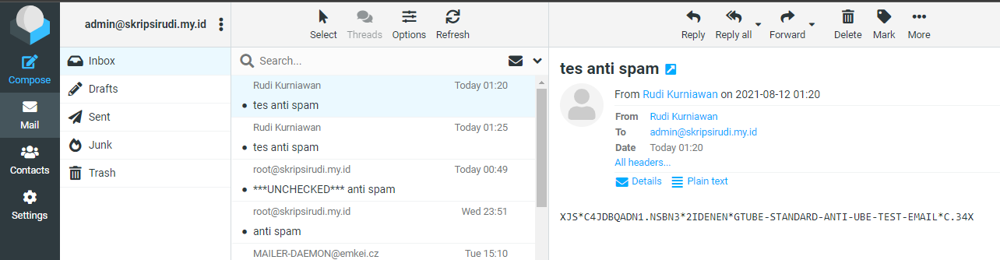 admin@skripsirudi.my.id
Compose
Mail
Contacts
Settings
Inbox
Drafts
Sent
Junk
Trash
Select
Threads
Options
Refresh
Search...
Rudi Kurniawan Today 01:20
• tes anti spam
Rudi Kurniawan Today 01:25
• tes anti spam
root@skripsirudi.my.id Today 00:49
• ***UNCHECKED*** anti spam
root@skripsirudi.my.id Wed 23:51
• anti spam
MAILER-DAEMON@emkei.cz Tue 15:10
Reply
Reply all
Forward
Delete
Mark
More
tes anti spam
From Rudi Kurniawan on 2021-08-12 01:20
From Rudi Kurniawan
To admin@skripsirudi.my.id
Date Today 01:20
All headers...
Details Plain text
XJS*C4JDBQADN1.NSBN3*2IDENEN*GTUBE-STANDARD-ANTI-UBE-TEST-EMAIL*C.34X